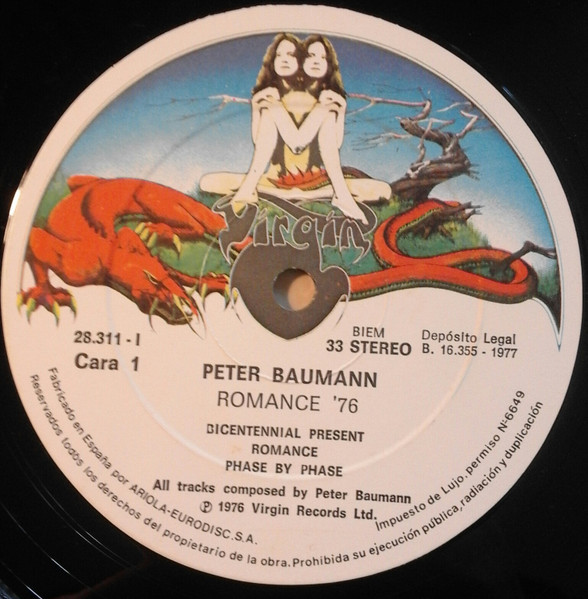 Virgin
28.311 - I
Cara 1
BIEM
33 STEREO
Depósito Legal
B. 16.355 - 1977
PETER BAUMANN
ROMANCE '76
BICENTENNIAL PRESENT
ROMANCE
PHASE BY PHASE
All tracks composed by Peter Baumann
℗ 1976 Virgin Records Ltd.
Fabricado en España por ARIOLA-EURODISC.S.A.
Impuesto de Lujo, permiso Nº 6649
Reservados todos los derechos del propietario de la obra. Prohibida su ejecución pública, radiación y duplicación